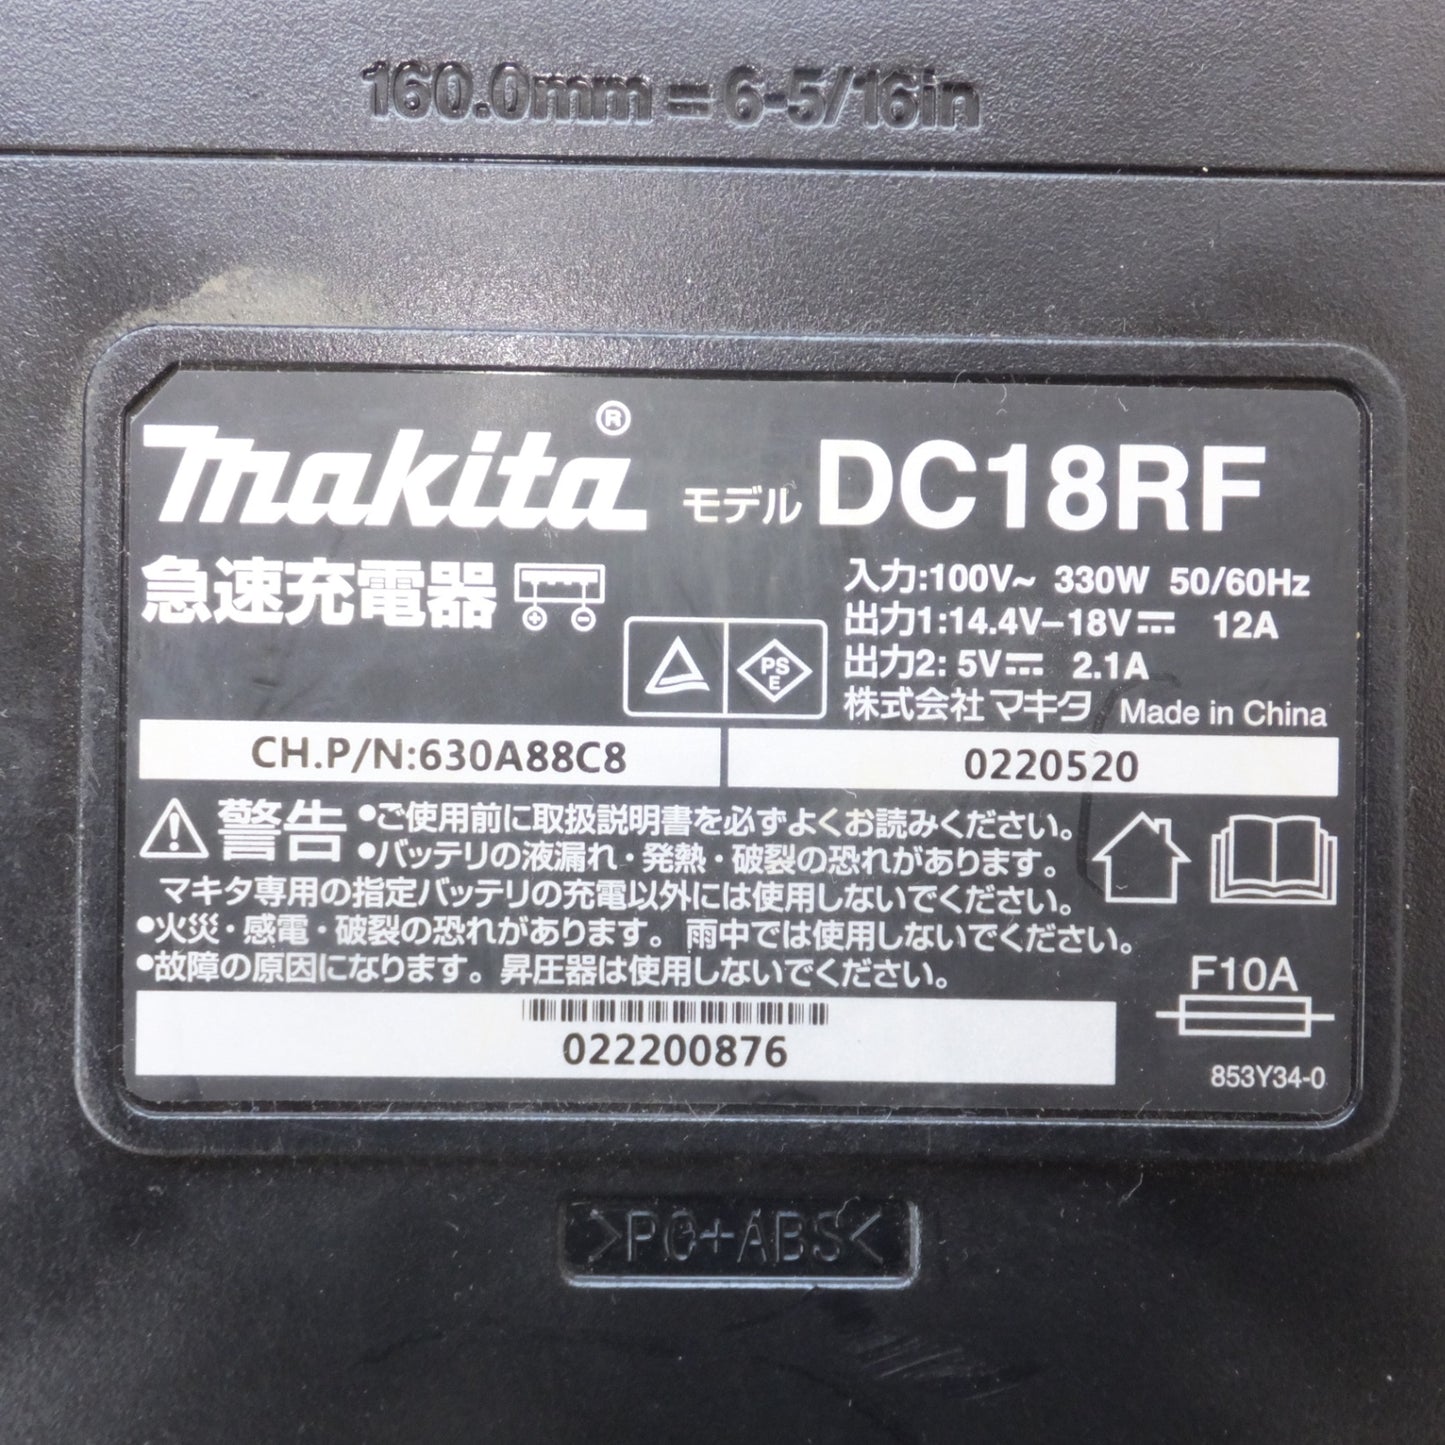 160.0mm=6-5/16in
makita® モデル DC18RF
急速充電器
入力:100V~ 330W 50/60Hz
出力1:14.4V–18V⎓ 12A
出力2: 5V⎓ 2.1A
PS
E
株式会社 マキタ Made in China
CH.P/N:630A88C8
0220520
警告 •ご使用前に取扱説明書を必ずよくお読みください。
•バッテリの液漏れ・発熱・破裂の恐れがあります。
マキタ専用の指定バッテリの充電以外には使用しないでください。
•火災・感電・破裂の恐れがあります。雨中では使用しないでください。
•故障の原因になります。昇圧器は使用しないでください。
F10A
022200876
853Y34-0
>PC+ABS<